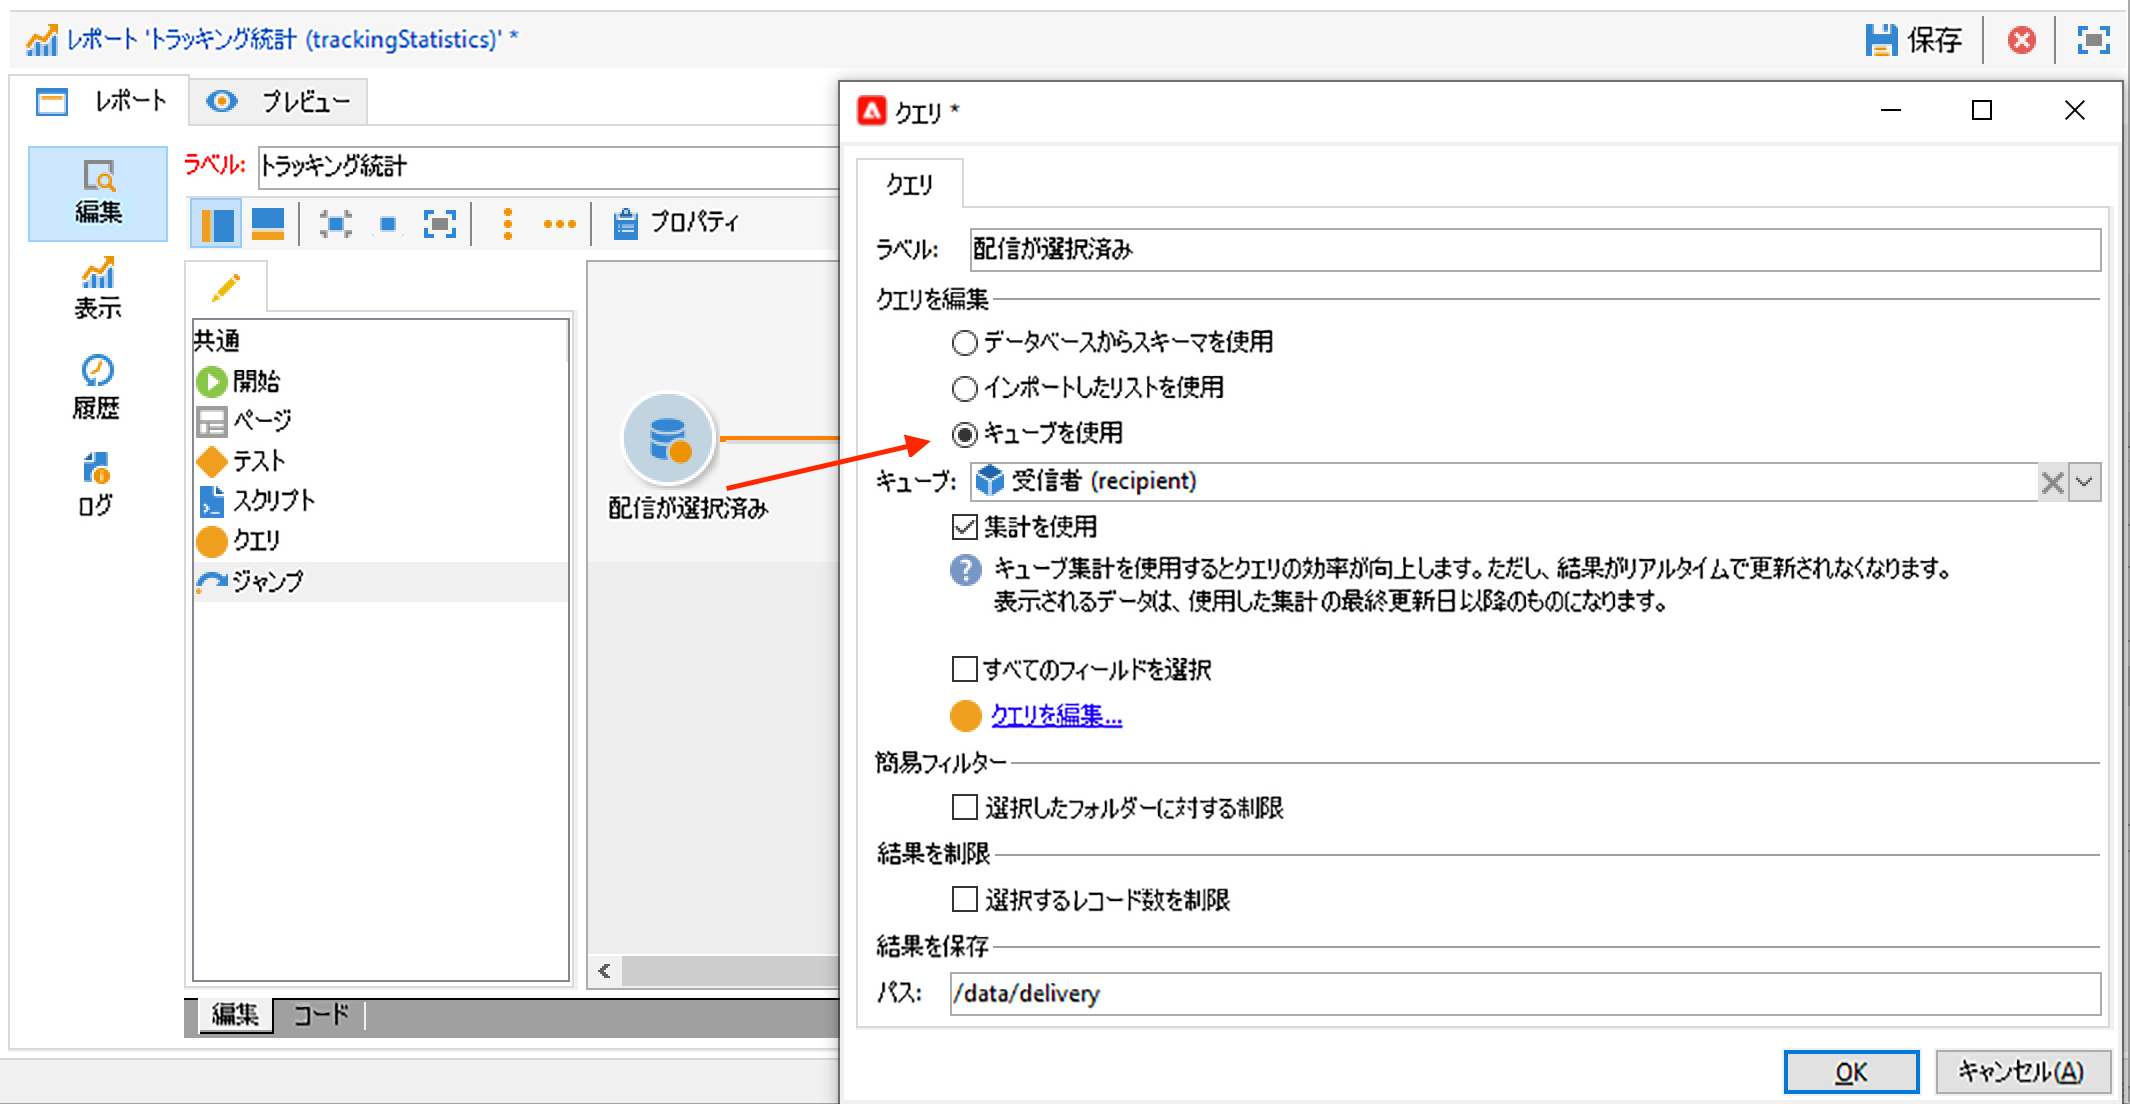 レポート 'トラッキング統計 (trackingStatistics)' *
保存
レポート
プレビュー
編集
表示
履歴
ログ
ラベル:
トラッキング統計
プロパティ
共通
開始
ページ
テスト
スクリプト
クエリ
ジャンプ
配信が選択済み
編集
コード
クエリ *
クエリ
ラベル:
配信が選択済み
クエリを編集
データベースからスキーマを使用
インポートしたリストを使用
キューブを使用
キューブ:
受信者 (recipient)
集計を使用
キューブ集計を使用するとクエリの効率が向上します。ただし、結果がリアルタイムで更新されなくなります。
表示されるデータは、使用した集計の最終更新日以降のものになります。
すべてのフィールドを選択
クエリを編集...
簡易フィルター
選択したフォルダーに対する制限
結果を制限
選択するレコード数を制限
結果を保存
パス:
/data/delivery
OK
キャンセル(A)